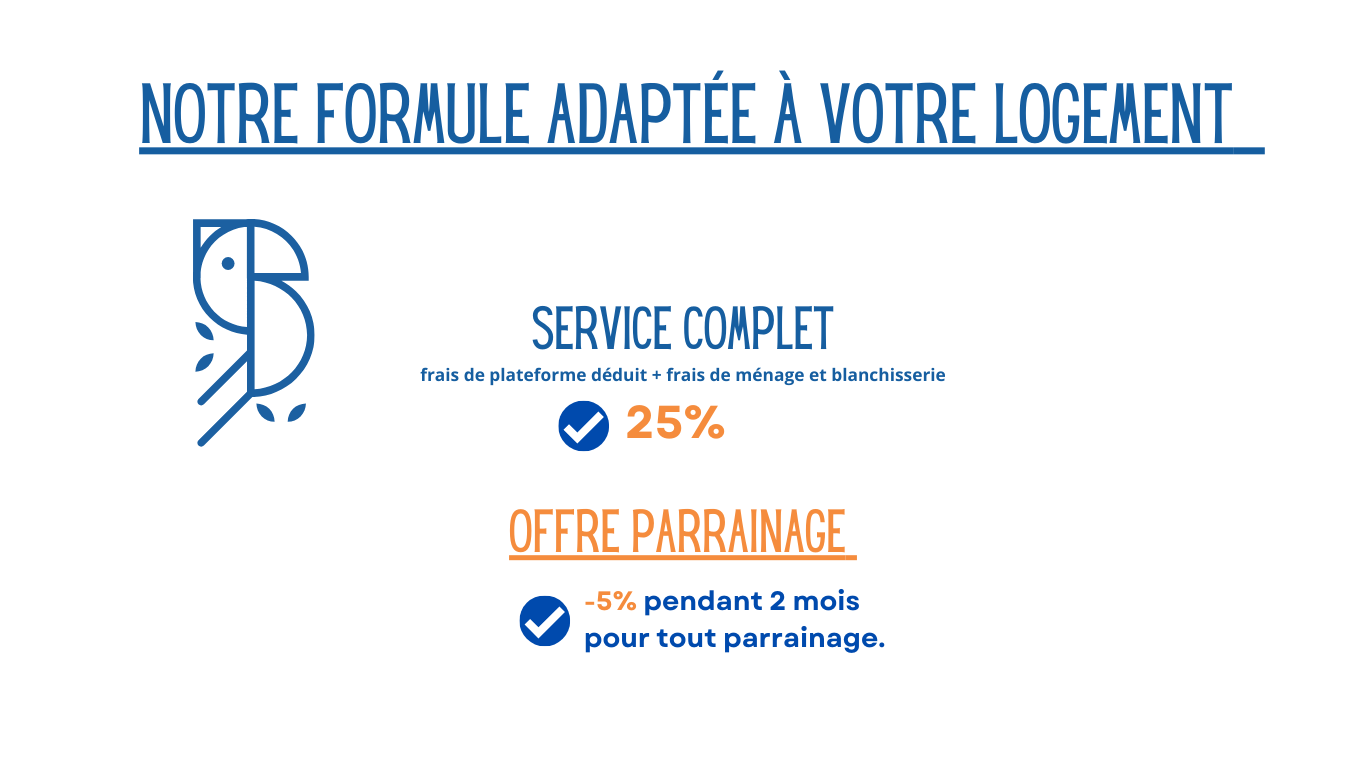 NOTRE FORMULE ADAPTÉE À VOTRE LOGEMENT
SERVICE COMPLET
frais de plateforme déduit + frais de ménage et blanchisserie
25%
OFFRE PARRAINAGE
-5% pendant 2 mois
pour tout parrainage.